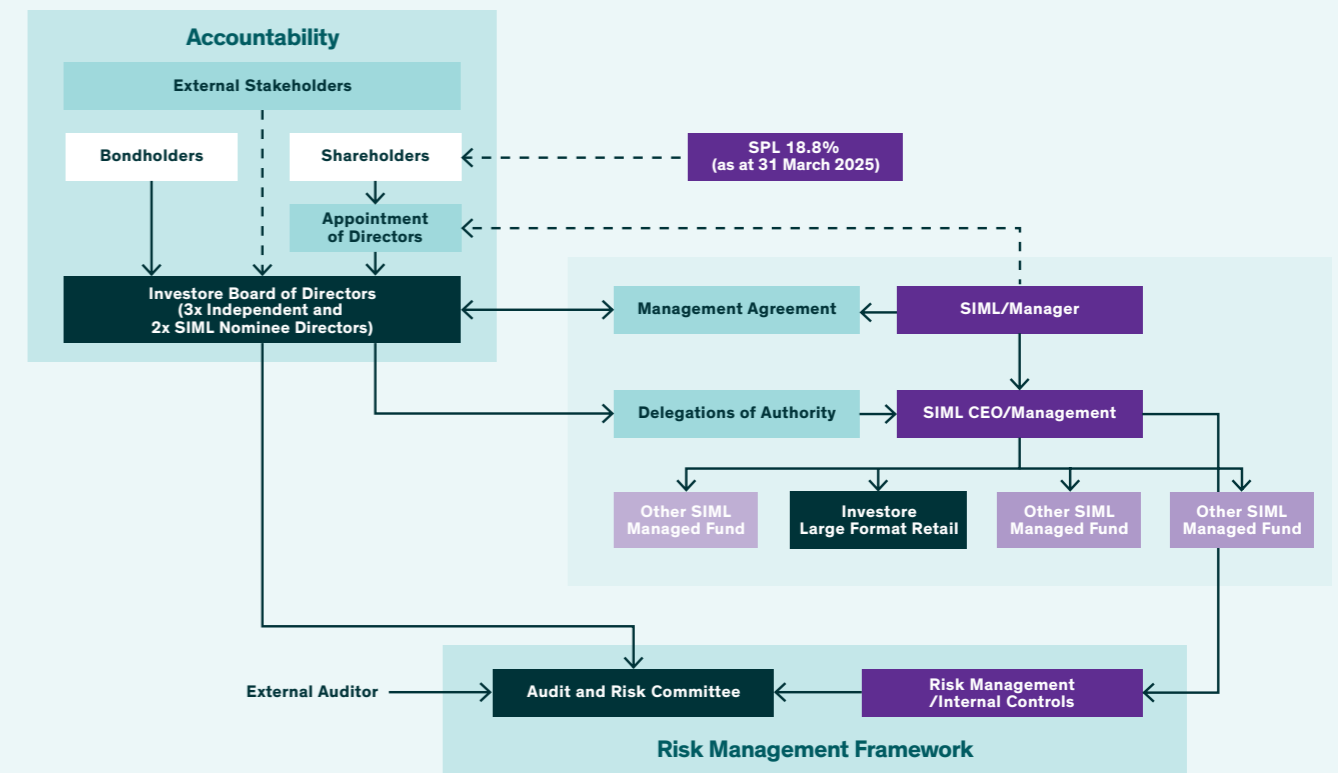 Accountability
External Stakeholders
Bondholders
Shareholders
SPL 18.8%
(as at 31 March 2025)
Appointment
of Directors
Investore Board of Directors
(3x Independent and
2x SIML Nominee Directors)
Management Agreement
SIML/Manager
Delegations of Authority
SIML CEO/Management
Other SIML
Managed Fund
Investore
Large Format Retail
Other SIML
Managed Fund
Other SIML
Managed Fund
External Auditor
Audit and Risk Committee
Risk Management
/Internal Controls
Risk Management Framework